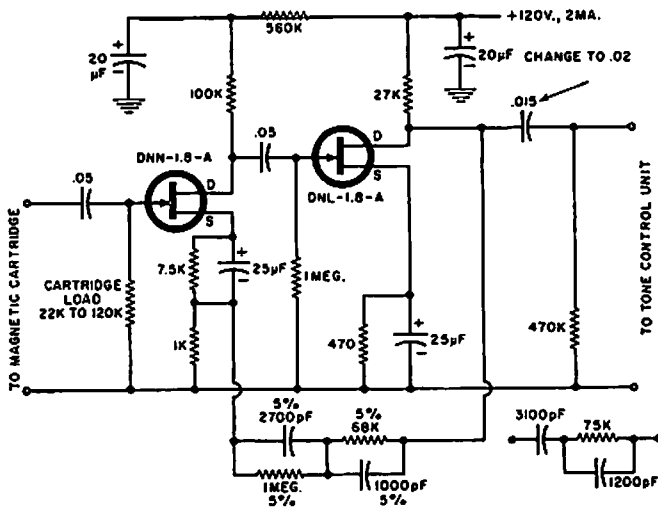 560K
+120V., 2MA.
20
µF
+
−
100K
27K
+
−
20µF
CHANGE TO .02
.015
DNN-1.8-A
D
S
.05
.05
D
S
DNL-1.8-A
TO MAGNETIC CARTRIDGE
CARTRIDGE
LOAD
22K TO 120K
7.5K
+
−
25µF
1MEG.
1K
470
+
−
25µF
470K
TO TONE CONTROL UNIT
5%
2700pF
5%
68K
1MEG.
5%
1000pF
5%
3100pF
75K
1200pF